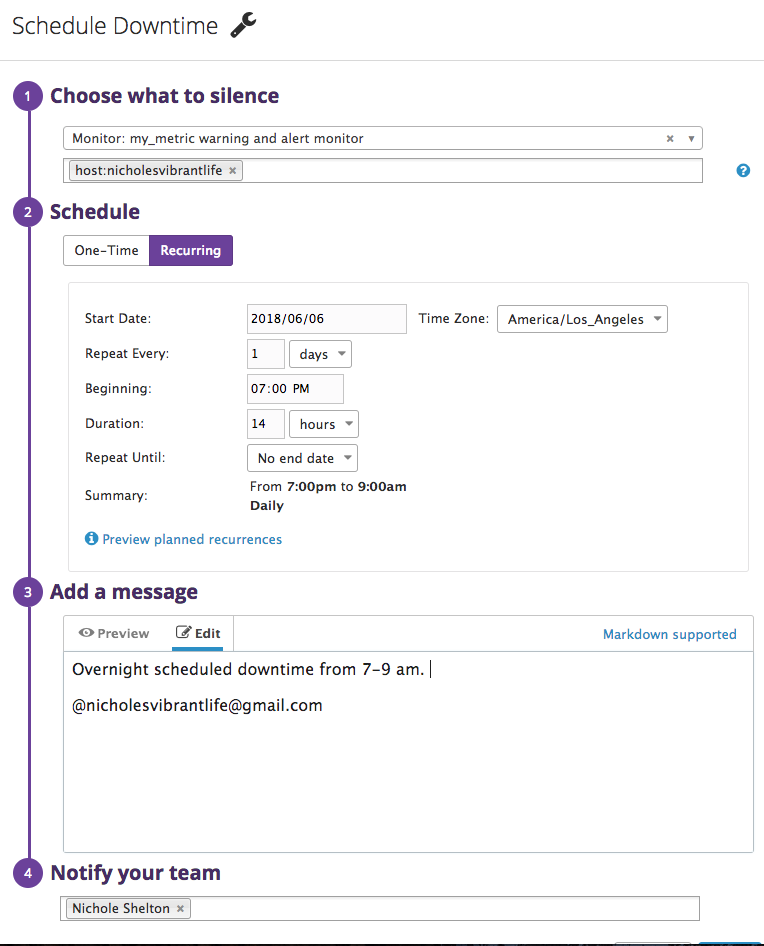 Schedule Downtime
1 Choose what to silence
Monitor: my_metric warning and alert monitor × ▼
host:nicholesvibrantlife ×
?
2 Schedule
One-Time Recurring
Start Date: 2018/06/06 Time Zone: America/Los_Angeles
Repeat Every: 1 days
Beginning: 07:00 PM
Duration: 14 hours
Repeat Until: No end date
Summary: From 7:00pm to 9:00am
Daily
Preview planned recurrences
3 Add a message
Preview Edit Markdown supported
Overnight scheduled downtime from 7-9 am.
@nicholesvibrantlife@gmail.com
4 Notify your team
Nichole Shelton ×